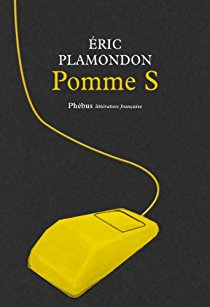 ÉRIC
PLAMONDON
Pomme S
Phébus littérature française